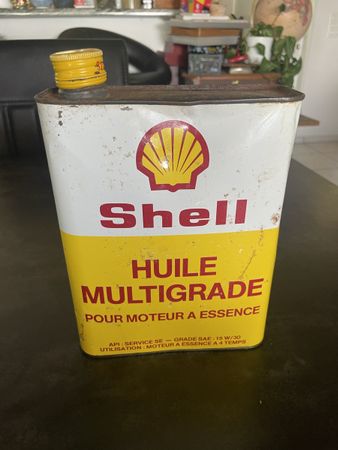 Shell
HUILE
MULTIGRADE
POUR MOTEUR A ESSENCE
API : SERVICE SE — GRADE SAE : 15 W/30
UTILISATION : MOTEUR A ESSENCE A 4 TEMPS